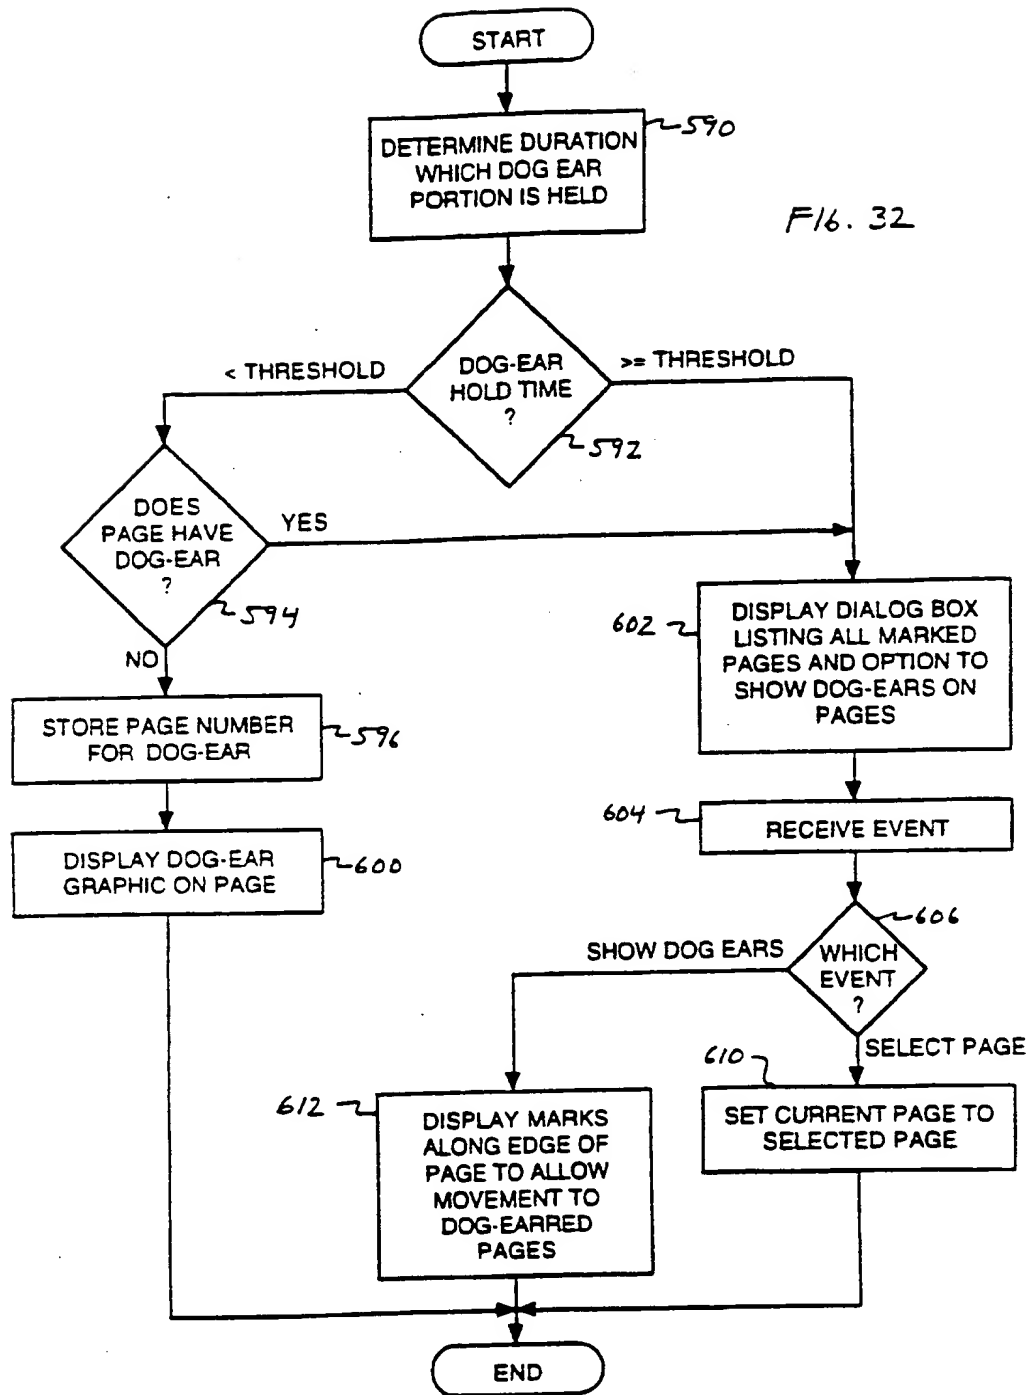 START
DETERMINE DURATION
WHICH DOG EAR
PORTION IS HELD
590
FIG. 32
DOG-EAR
HOLD TIME
?
592
< THRESHOLD
>= THRESHOLD
DOES
PAGE HAVE
DOG-EAR
?
594
YES
NO
STORE PAGE NUMBER
FOR DOG-EAR
596
DISPLAY DOG-EAR
GRAPHIC ON PAGE
600
602
DISPLAY DIALOG BOX
LISTING ALL MARKED
PAGES AND OPTION TO
SHOW DOG-EARS ON
PAGES
604
RECEIVE EVENT
606
WHICH
EVENT
?
SHOW DOG EARS
SELECT PAGE
610
SET CURRENT PAGE TO
SELECTED PAGE
612
DISPLAY MARKS
ALONG EDGE OF
PAGE TO ALLOW
MOVEMENT TO
DOG-EARRED
PAGES
END